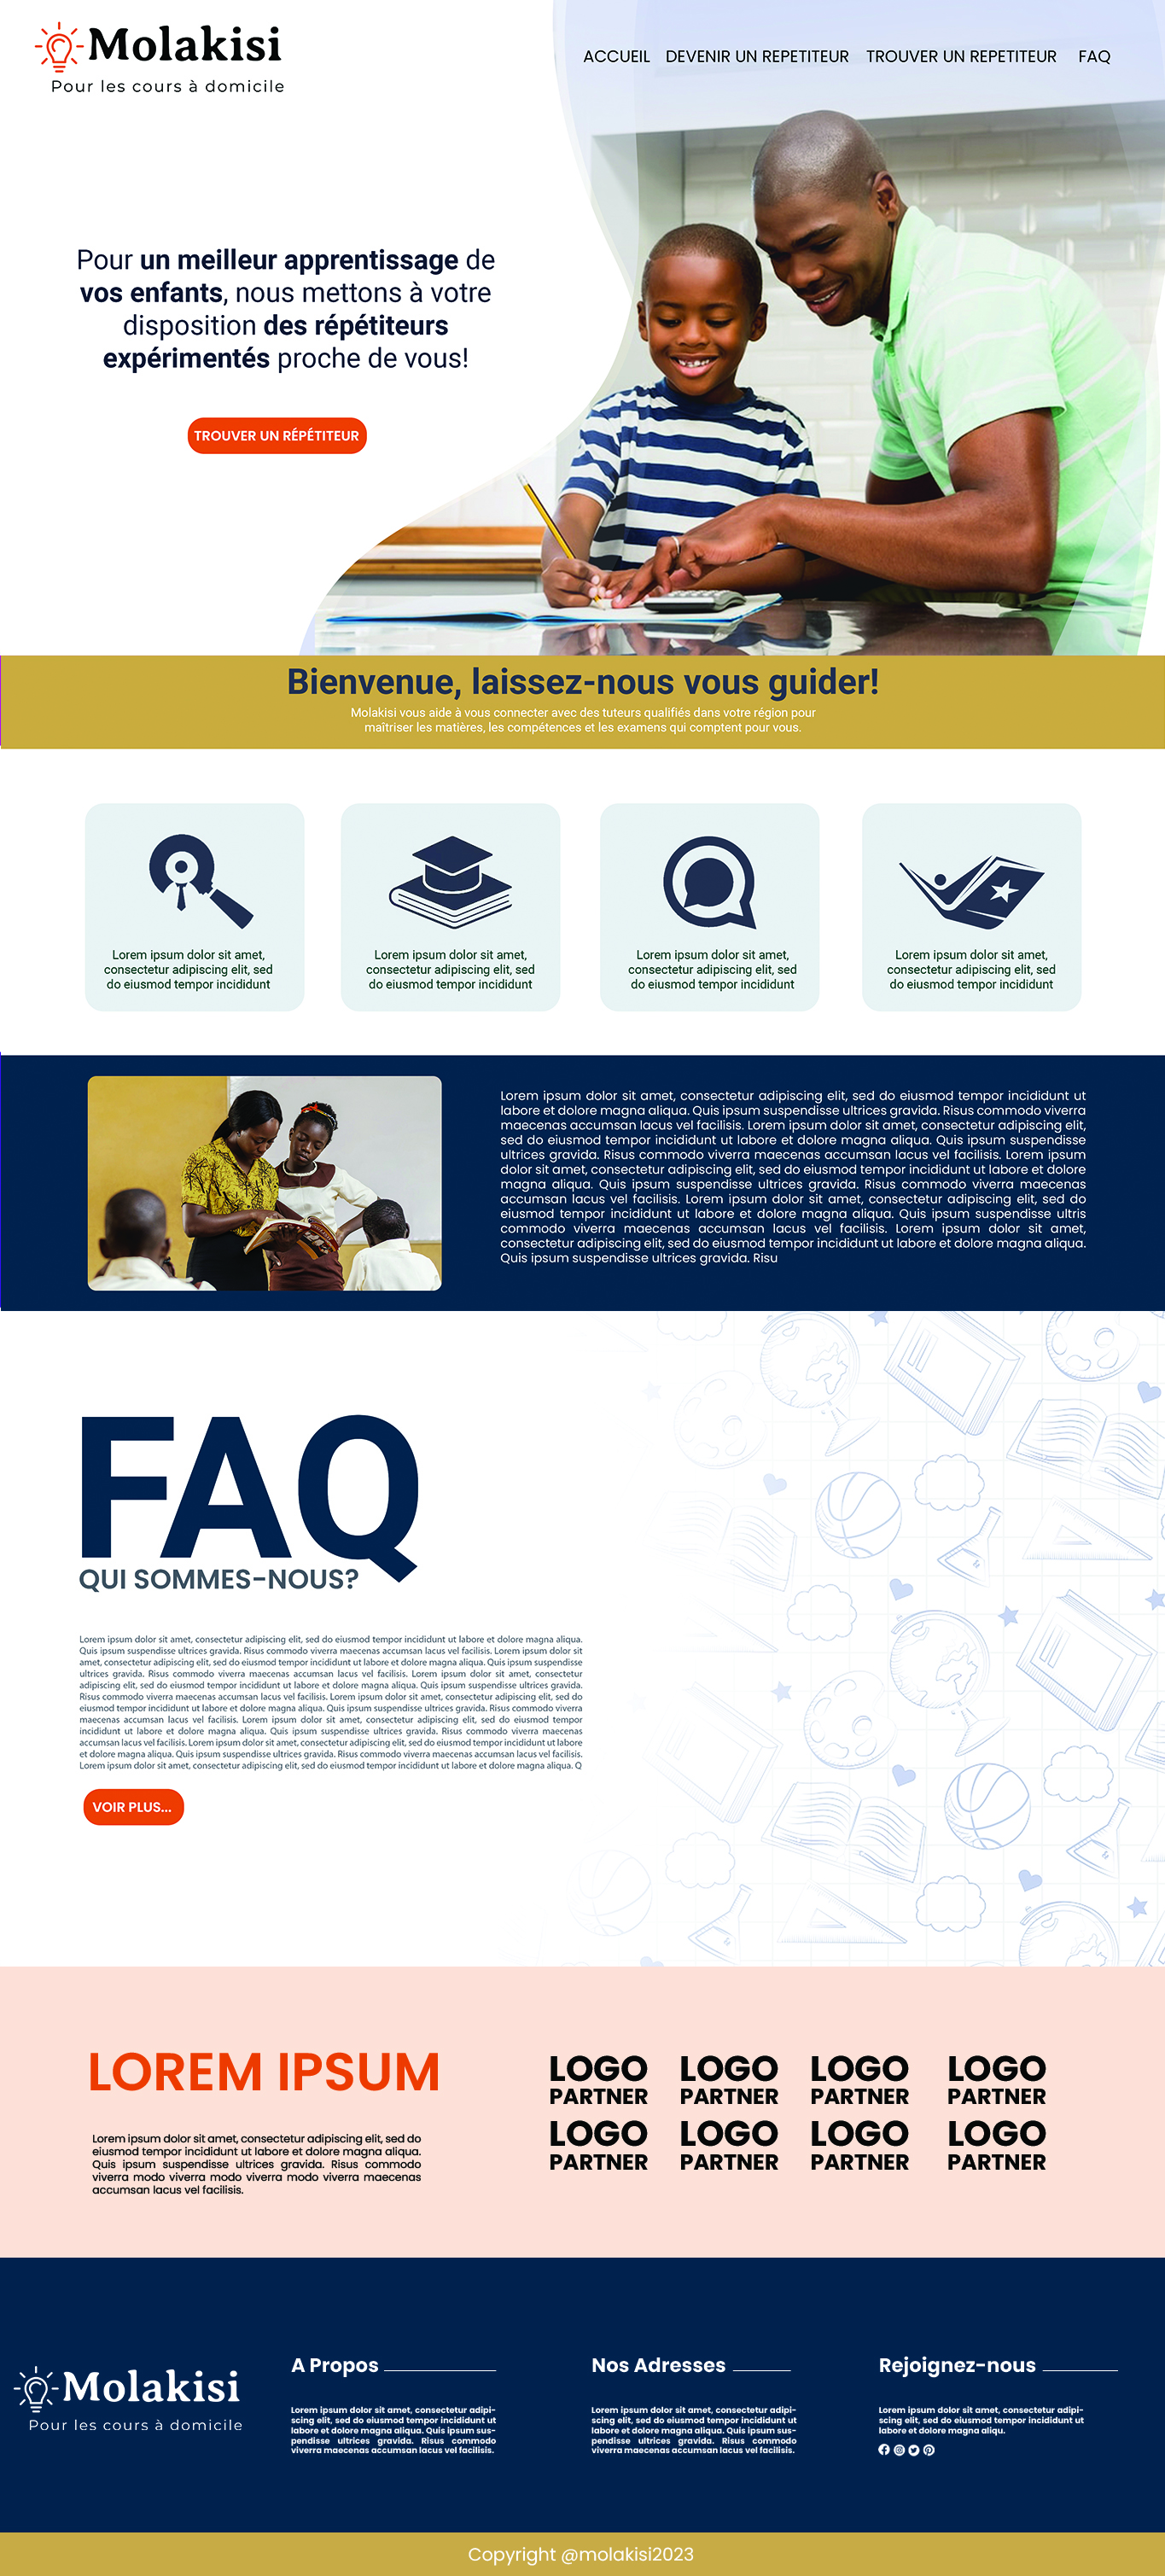 Molakisi
Pour les cours à domicile
ACCUEIL DEVENIR UN REPETITEUR TROUVER UN REPETITEUR FAQ
Pour un meilleur apprentissage de
vos enfants, nous mettons à votre
disposition des répétiteurs
expérimentés proche de vous!
TROUVER UN RÉPÉTITEUR
Bienvenue, laissez-nous vous guider!
Molakisi vous aide à vous connecter avec des tuteurs qualifiés dans votre région pour
maîtriser les matières, les compétences et les examens qui comptent pour vous.
Lorem ipsum dolor sit amet,
consectetur adipiscing elit, sed
do eiusmod tempor incididunt
Lorem ipsum dolor sit amet,
consectetur adipiscing elit, sed
do eiusmod tempor incididunt
Lorem ipsum dolor sit amet,
consectetur adipiscing elit, sed
do eiusmod tempor incididunt
Lorem ipsum dolor sit amet,
consectetur adipiscing elit, sed
do eiusmod tempor incididunt
Lorem ipsum dolor sit amet, consectetur adipiscing elit, sed do eiusmod tempor incididunt ut
labore et dolore magna aliqua. Quis ipsum suspendisse ultrices gravida. Risus commodo viverra
maecenas accumsan lacus vel facilisis. Lorem ipsum dolor sit amet, consectetur adipiscing elit,
sed do eiusmod tempor incididunt ut labore et dolore magna aliqua. Quis ipsum suspendisse
ultrices gravida. Risus commodo viverra maecenas accumsan lacus vel facilisis. Lorem ipsum
dolor sit amet, consectetur adipiscing elit, sed do eiusmod tempor incididunt ut labore et dolore
magna aliqua. Quis ipsum suspendisse ultrices gravida. Risus commodo viverra maecenas
accumsan lacus vel facilisis. Lorem ipsum dolor sit amet, consectetur adipiscing elit, sed do
eiusmod tempor incididunt ut labore et dolore magna aliqua. Quis ipsum suspendisse ultris
commodo viverra maecenas accumsan lacus vel facilisis. Lorem ipsum dolor sit amet,
consectetur adipiscing elit, sed do eiusmod tempor incididunt ut labore et dolore magna aliqua.
Quis ipsum suspendisse ultrices gravida. Risu
FAQ
QUI SOMMES-NOUS?
Lorem ipsum dolor sit amet, consectetur adipiscing elit, sed do eiusmod tempor incididunt ut labore et dolore magna aliqua.
Quis ipsum suspendisse ultrices gravida. Risus commodo viverra maecenas accumsan lacus vel facilisis. Lorem ipsum dolor sit
amet, consectetur adipiscing elit, sed do eiusmod tempor incididunt ut labore et dolore magna aliqua. Quis ipsum suspendisse
ultrices gravida. Risus commodo viverra maecenas accumsan lacus vel facilisis. Lorem ipsum dolor sit amet, consectetur
adipiscing elit, sed do eiusmod tempor incididunt ut labore et dolore magna aliqua. Quis ipsum suspendisse ultrices gravida.
Risus commodo viverra maecenas accumsan lacus vel facilisis. Lorem ipsum dolor sit amet, consectetur adipiscing elit, sed do
eiusmod tempor incididunt ut labore et dolore magna aliqua. Quis ipsum suspendisse ultrices gravida. Risus commodo viverra
maecenas accumsan lacus vel facilisis. Lorem ipsum dolor sit amet, consectetur adipiscing elit, sed do eiusmod tempor
incididunt ut labore et dolore magna aliqua. Quis ipsum suspendisse ultrices gravida. Risus commodo viverra maecenas
accumsan lacus vel facilisis. Lorem ipsum dolor sit amet, consectetur adipiscing elit, sed do eiusmod tempor incididunt ut labore
et dolore magna aliqua. Quis ipsum suspendisse ultrices gravida. Risus commodo viverra maecenas accumsan lacus vel facilisis.
Lorem ipsum dolor sit amet, consectetur adipiscing elit, sed do eiusmod tempor incididunt ut labore et dolore magna aliqua. Q
VOIR PLUS...
LOREM IPSUM
Lorem ipsum dolor sit amet, consectetur adipiscing elit, sed do
eiusmod tempor incididunt ut labore et dolore magna aliqua.
Quis ipsum suspendisse ultrices gravida. Risus commodo
viverra modo viverra modo viverra modo viverra maecenas
accumsan lacus vel facilisis.
LOGO LOGO LOGO LOGO
PARTNER PARTNER PARTNER PARTNER
LOGO LOGO LOGO LOGO
PARTNER PARTNER PARTNER PARTNER
Molakisi
Pour les cours à domicile
A Propos
Lorem ipsum dolor sit amet, consectetur adipi-
scing elit, sed do eiusmod tempor incididunt ut
labore et dolore magna aliqua. Quis ipsum sus-
pendisse ultrices gravida. Risus commodo
viverra maecenas accumsan lacus vel facilisis.
Nos Adresses
Lorem ipsum dolor sit amet, consectetur adipi-
scing elit, sed do eiusmod tempor incididunt ut
labore et dolore magna aliqua. Quis ipsum sus-
pendisse ultrices gravida. Risus commodo
viverra maecenas accumsan lacus vel facilisis.
Rejoignez-nous
Lorem ipsum dolor sit amet, consectetur adipi-
scing elit, sed do eiusmod tempor incididunt ut
labore et dolore magna aliqu.
Copyright @molakisi2023